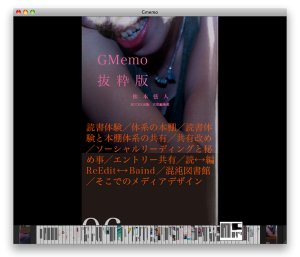 Gmemo
GMemo
抜粋版
読書体験／体系の本棚／読書体
験と本棚体系の共有／共有改め
／ソーシャルリーディングと秘
め事／エントリー共有／読↔編
ReEdit↔Baind／混沌図書館
／そこでのメディアデザイン
06